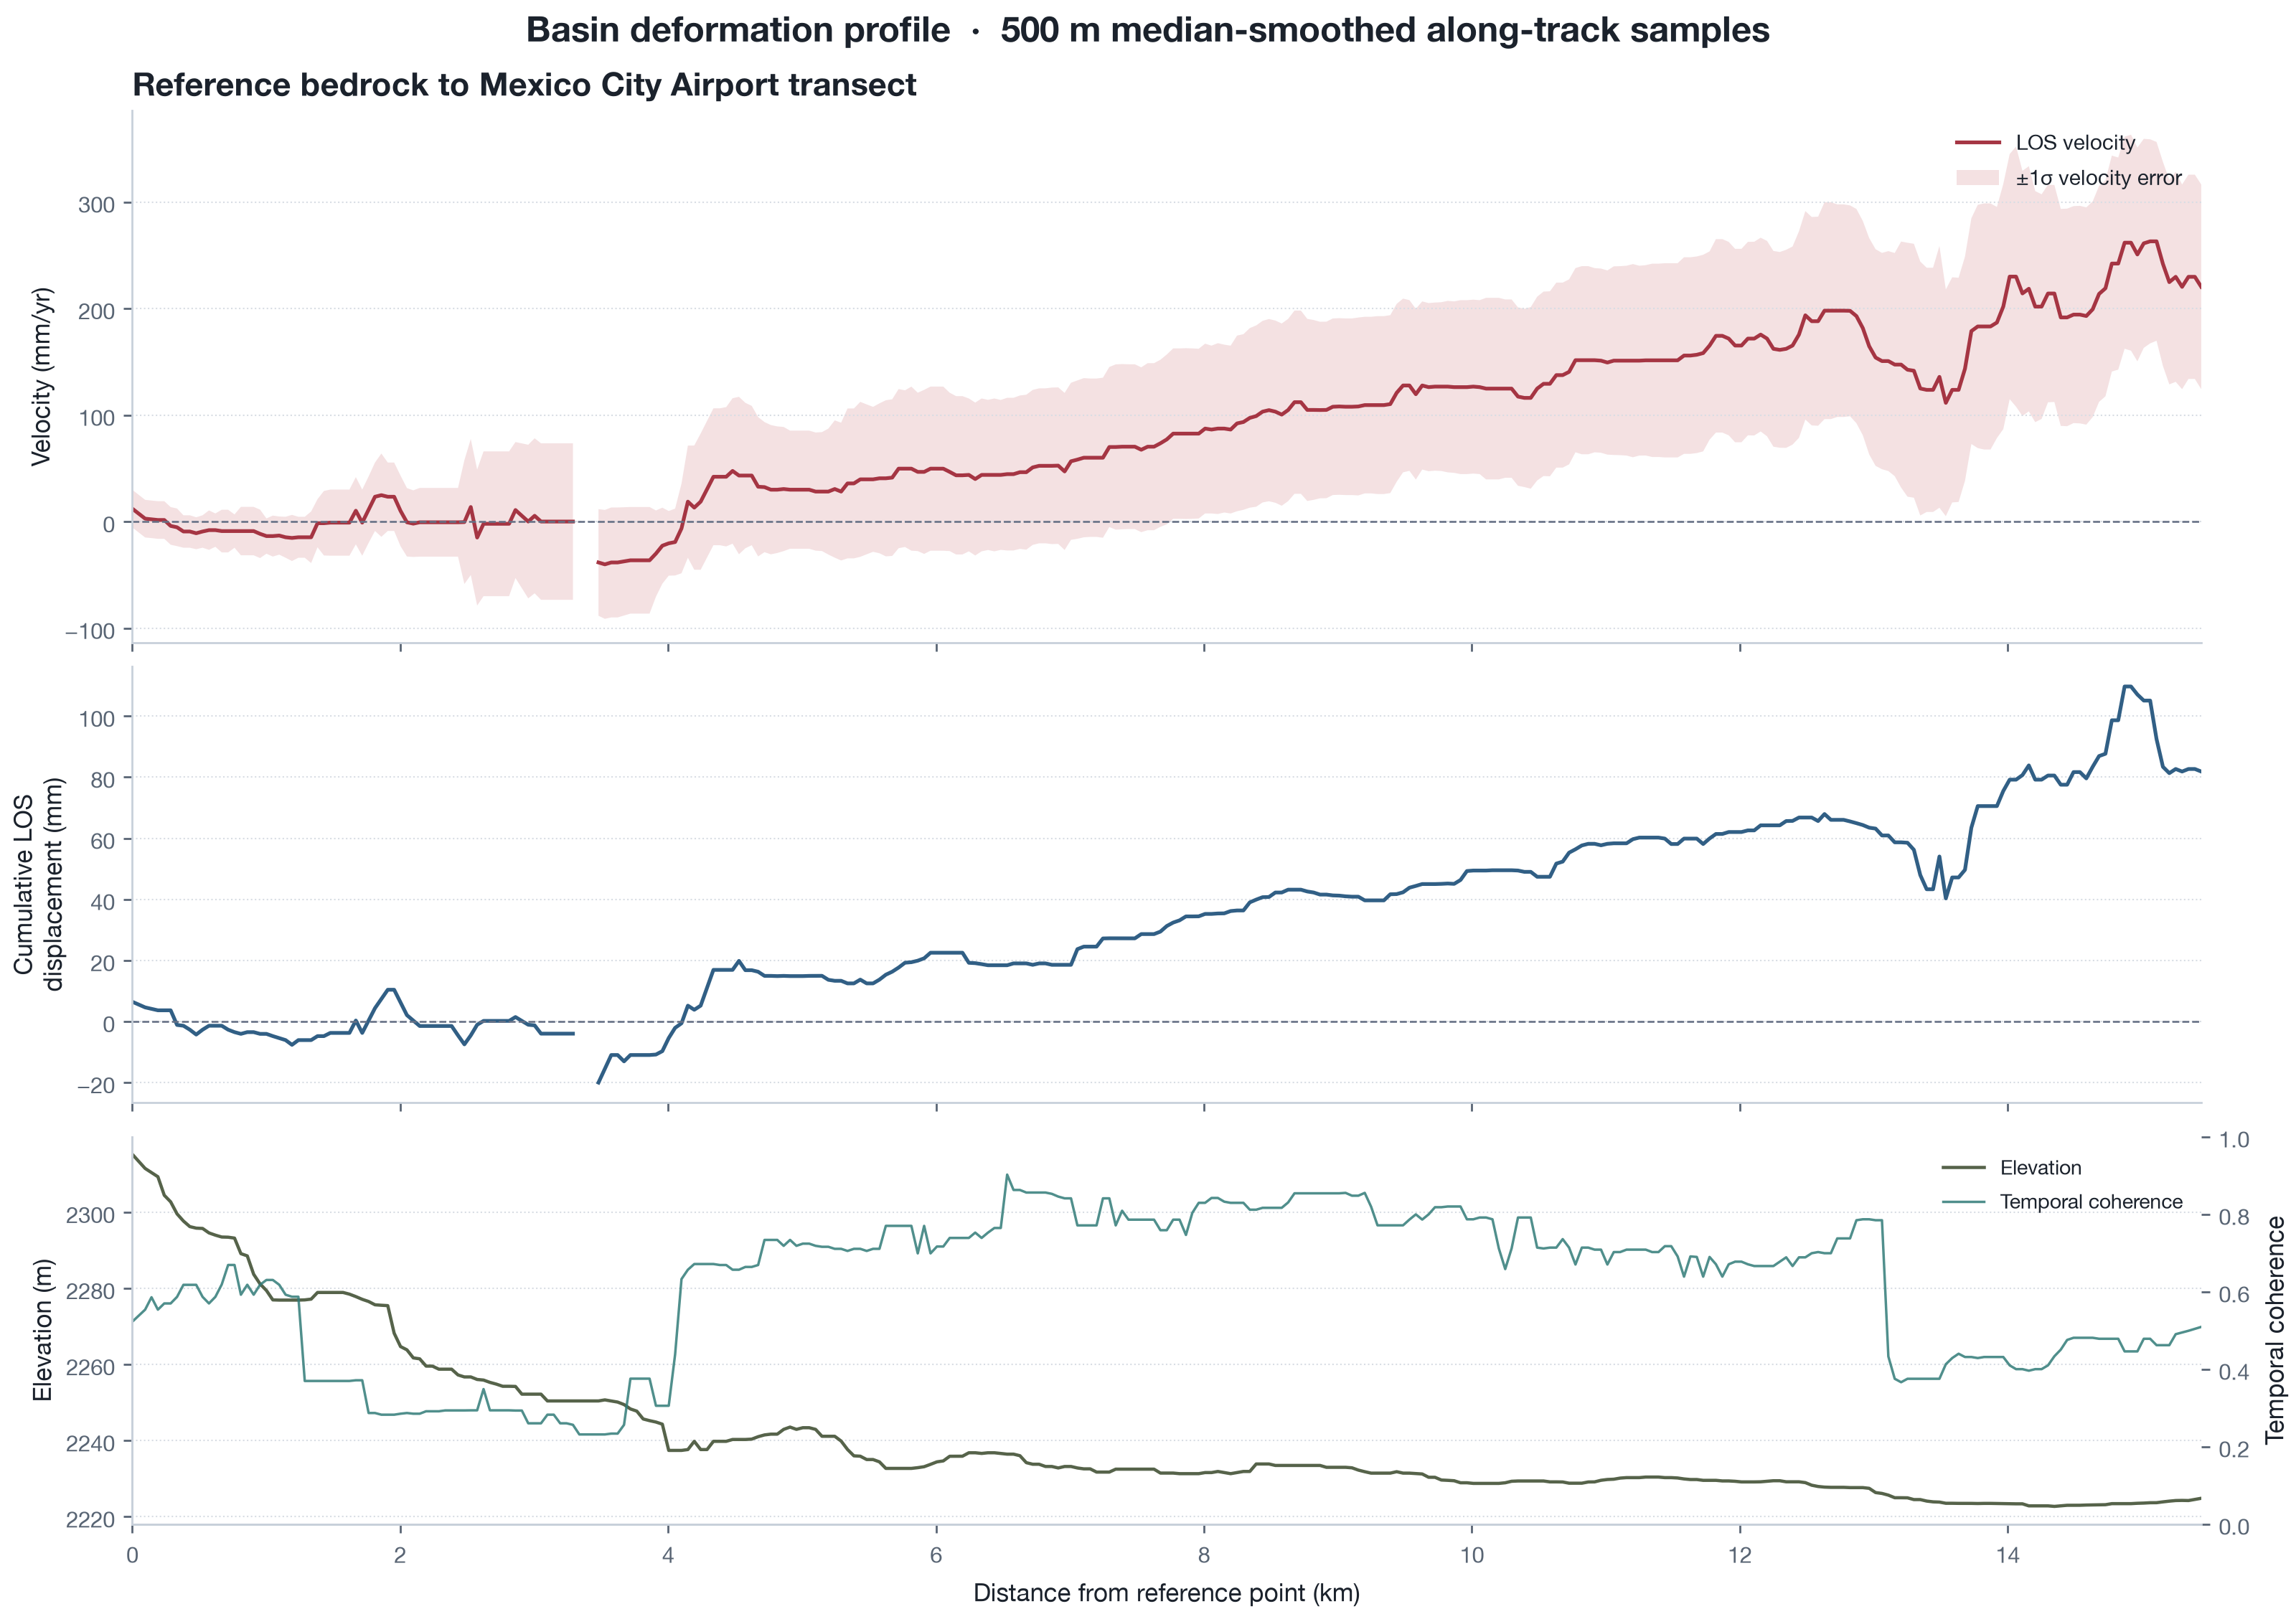 Basin deformation profile · 500 m median-smoothed along-track samples
Reference bedrock to Mexico City Airport transect
Velocity (mm/yr)
300
200
100
0
−100
LOS velocity
±1σ velocity error
Cumulative LOS
displacement (mm)
100
80
60
40
20
0
−20
Elevation (m)
2300
2280
2260
2240
2220
Elevation
Temporal coherence
1.0
0.8
0.6
0.4
0.2
0.0
Temporal coherence
0 2 4 6 8 10 12 14
Distance from reference point (km)